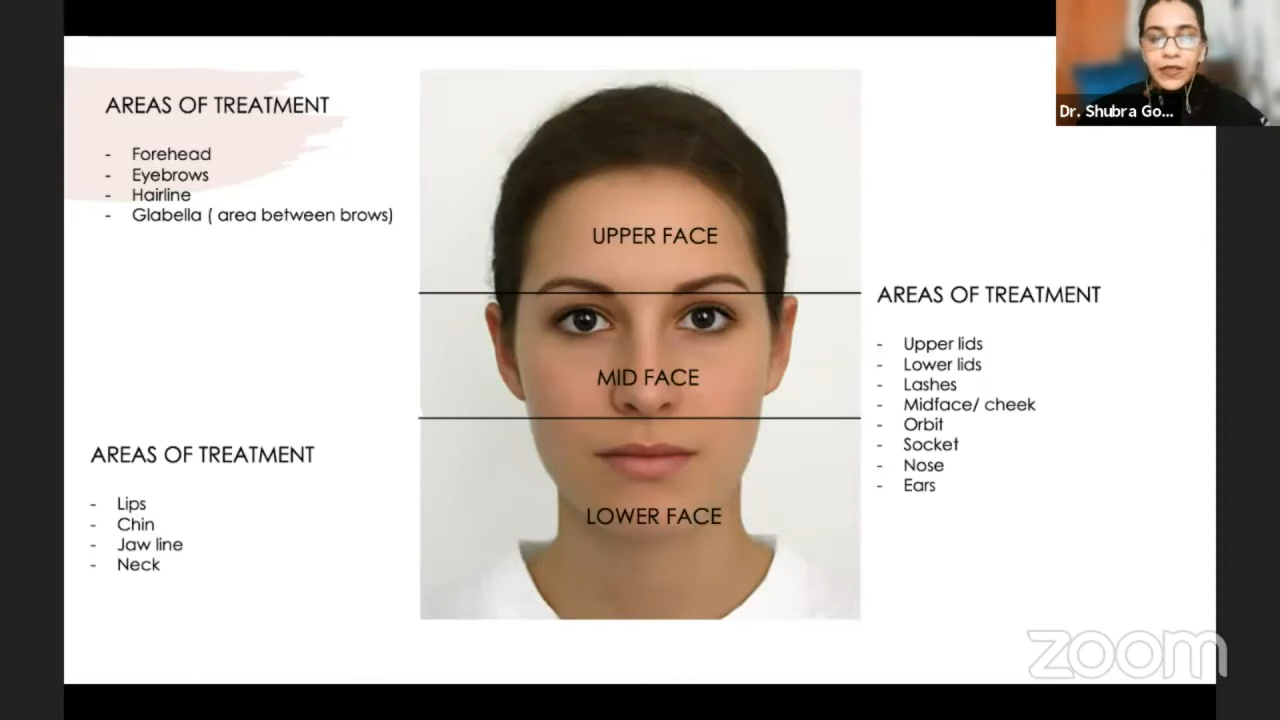 Dr. Shubra Go...
AREAS OF TREATMENT
- Forehead
- Eyebrows
- Hairline
- Glabella ( area between brows)
UPPER FACE
MID FACE
LOWER FACE
AREAS OF TREATMENT
- Upper lids
- Lower lids
- Lashes
- Midface/ cheek
- Orbit
- Socket
- Nose
- Ears
AREAS OF TREATMENT
- Lips
- Chin
- Jaw line
- Neck
zoom